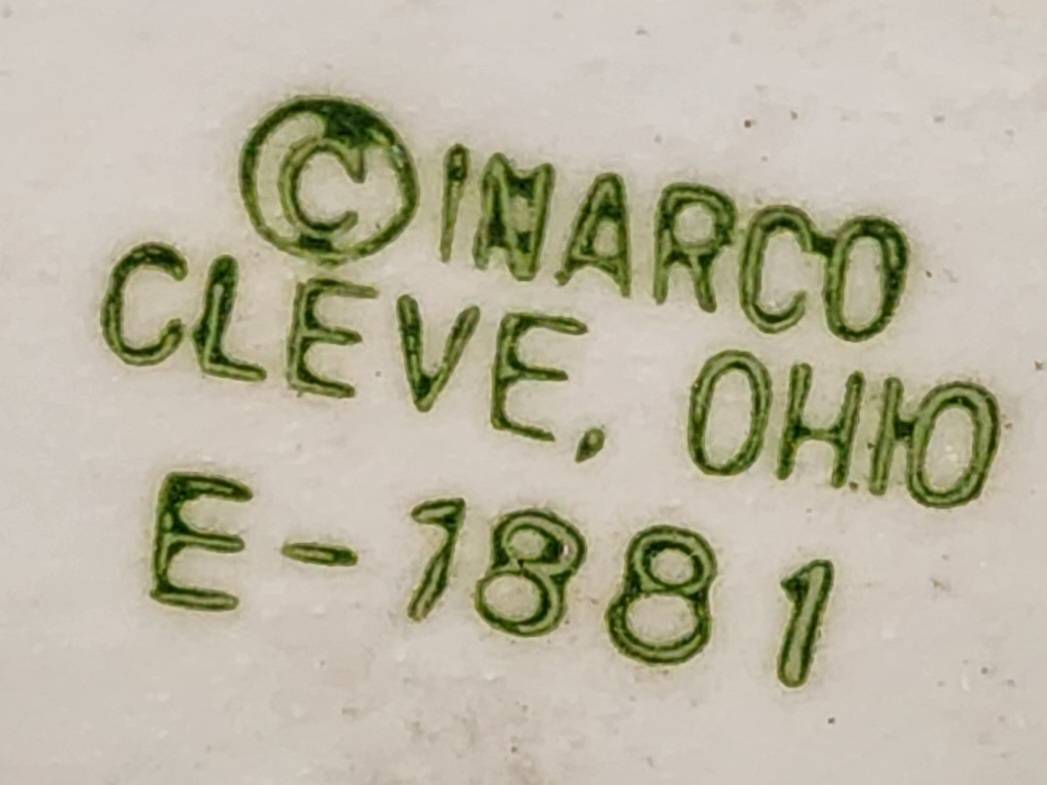 © INARCO
CLEVE, OHIO
E-1881